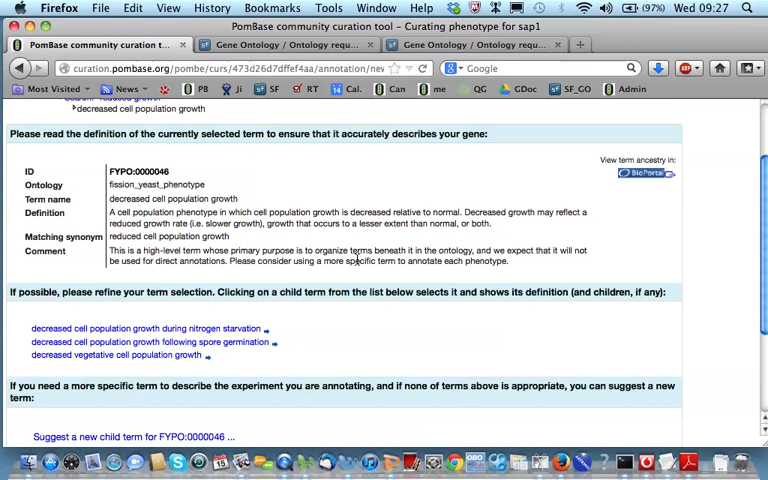 Firefox File Edit View History Bookmarks Tools Window Help (97%) Wed 09:27
PomBase community curation tool - Curating phenotype for sap1
PomBase community curation t... Gene Ontology / Ontology requ... Gene Ontology / Ontology requ...
curation.pombase.org/pombe/curs/473d26d7dffef4aa/annotation/new Google
Most Visited News PB Ji SF RT Cal. Can me QG GDoc SF_GO Admin
decreased cell population growth
Please read the definition of the currently selected term to ensure that it accurately describes your gene:
View term ancestry in:
BioPortal
ID FYPO:0000046
Ontology fission_yeast_phenotype
Term name decreased cell population growth
Definition A cell population phenotype in which cell population growth is decreased relative to normal. Decreased growth may reflect a
reduced growth rate (i.e. slower growth), growth that occurs to a lesser extent than normal, or both.
Matching synonym reduced cell population growth
Comment This is a high-level term whose primary purpose is to organize terms beneath it in the ontology, and we expect that it will not
be used for direct annotations. Please consider using a more specific term to annotate each phenotype.
If possible, please refine your term selection. Clicking on a child term from the list below selects it and shows its definition (and children, if any):
decreased cell population growth during nitrogen starvation
decreased cell population growth following spore germination
decreased vegetative cell population growth
If you need a more specific term to describe the experiment you are annotating, and if none of terms above is appropriate, you can suggest a new
term:
Suggest a new child term for FYPO:0000046 ...